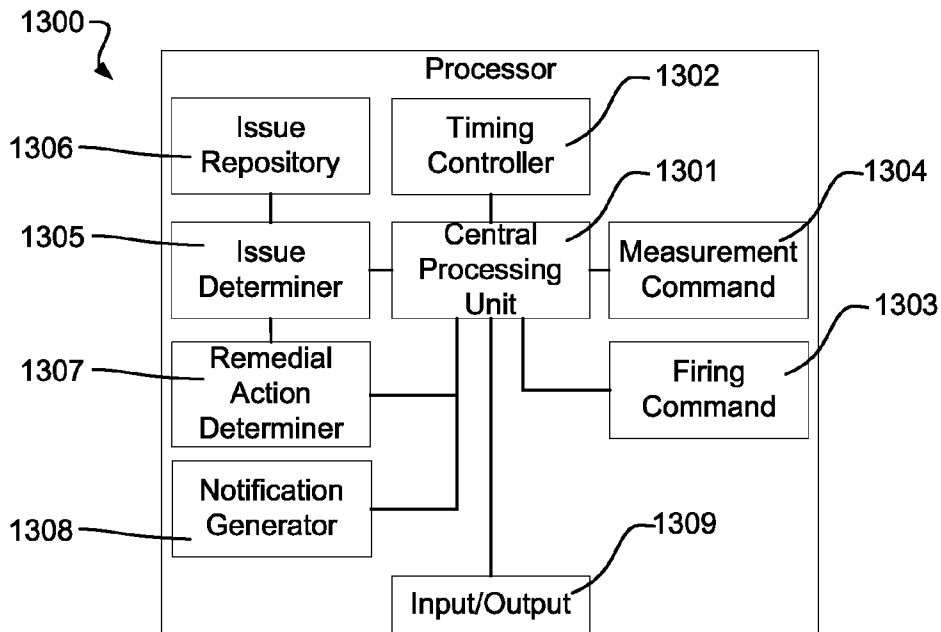 1300
Processor
1302
Issue
Repository
1306
Timing
Controller
1301
1304
1305
Issue
Determiner
Central
Processing
Unit
Measurement
Command
1303
1307
Remedial
Action
Determiner
Firing
Command
1308
Notification
Generator
1309
Input/Output